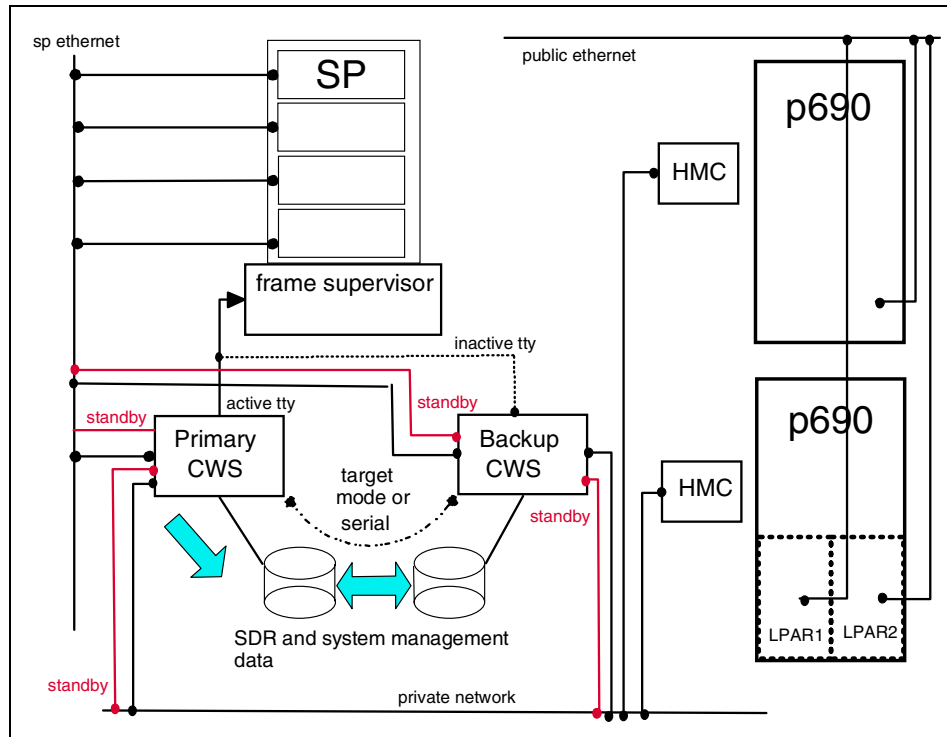 sp ethernet
SP
public ethernet
p690
HMC
frame supervisor
inactive tty
standby
active tty
standby
Primary
CWS
Backup
CWS
p690
target
mode or
serial
HMC
standby
SDR and system management
data
LPAR1
LPAR2
standby
private network